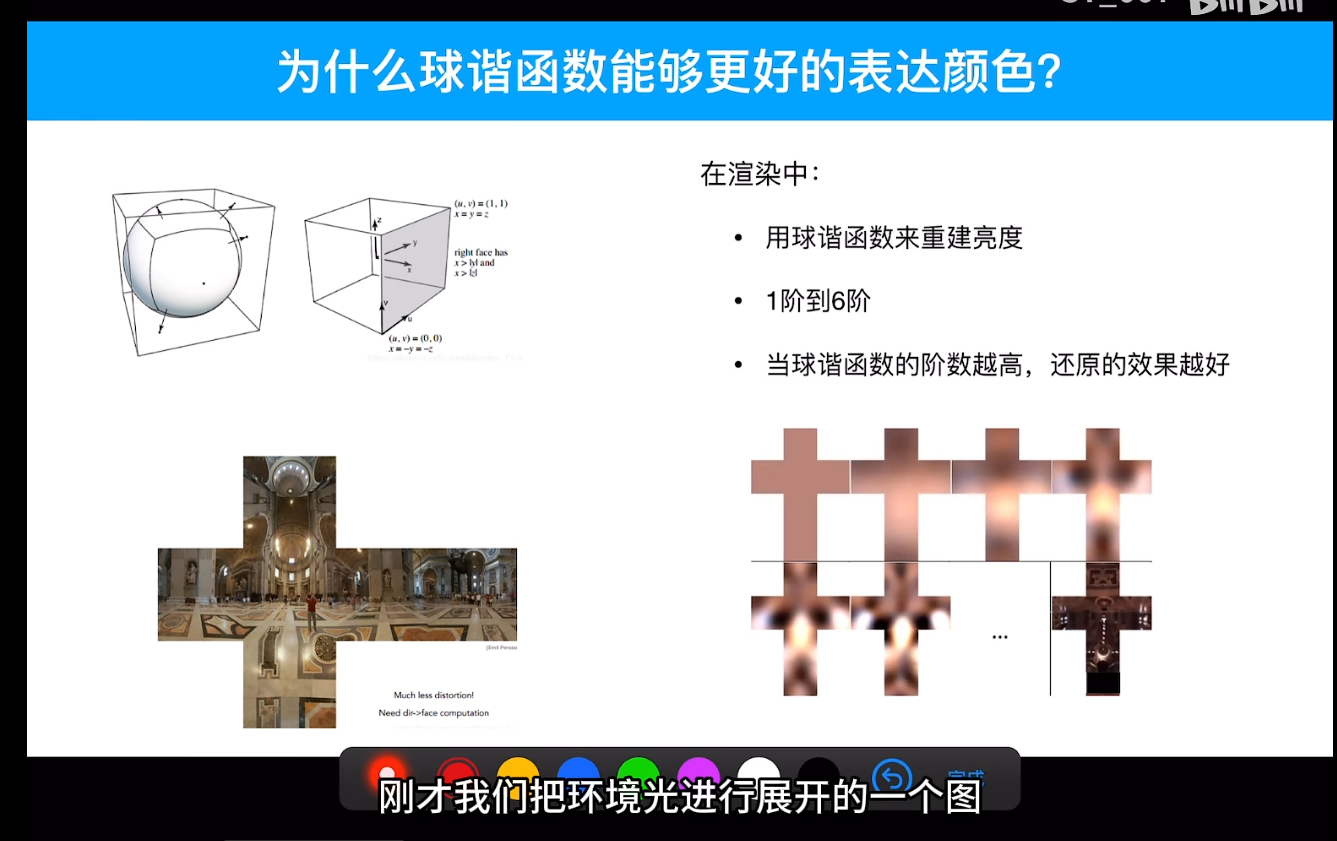 BiliBili
为什么球谐函数能够更好的表达颜色?
在渲染中：
• 用球谐函数来重建亮度
• 1阶到6阶
• 当球谐函数的阶数越高，还原的效果越好
(u, v) = (1, 1)
x = y = z
z
y
x
right face has
x > |y| and
x > |z|
v
u
(u, v) = (0, 0)
x = −y = −z
[Emil Persson]
Much less distortion!
Need dir->face computation
...
完成
刚才我们把环境光进行展开的一个图